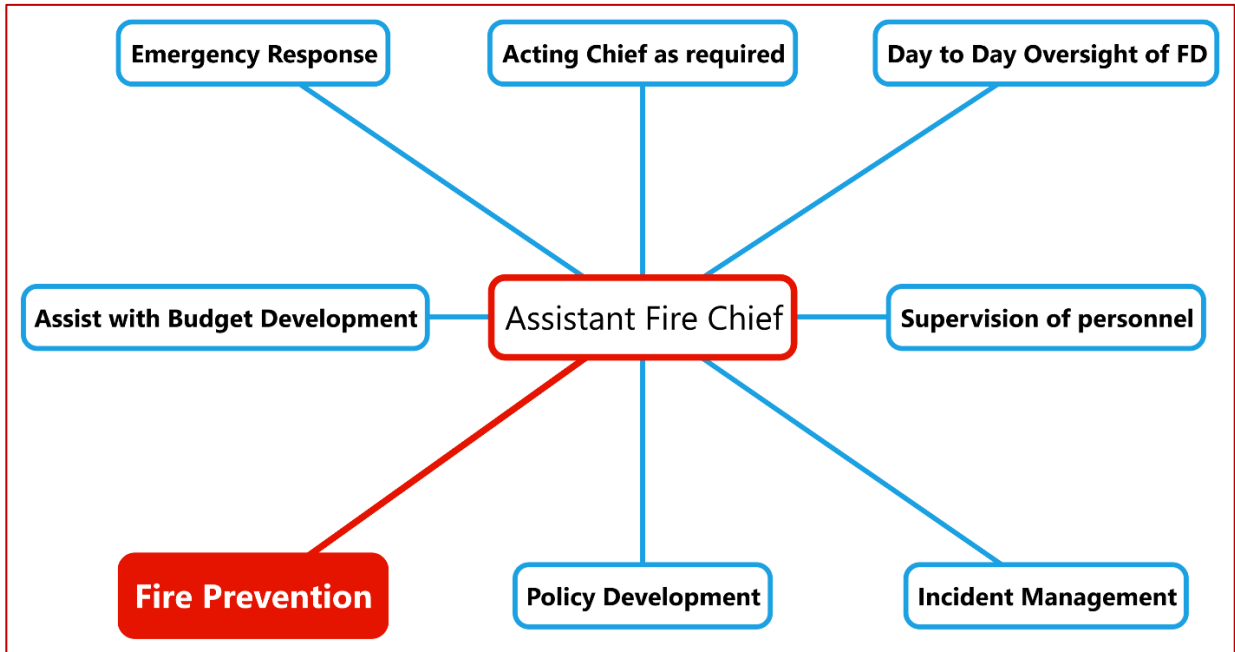 Emergency Response
Acting Chief as required
Day to Day Oversight of FD
Assist with Budget Development
Assistant Fire Chief
Supervision of personnel
Fire Prevention
Policy Development
Incident Management